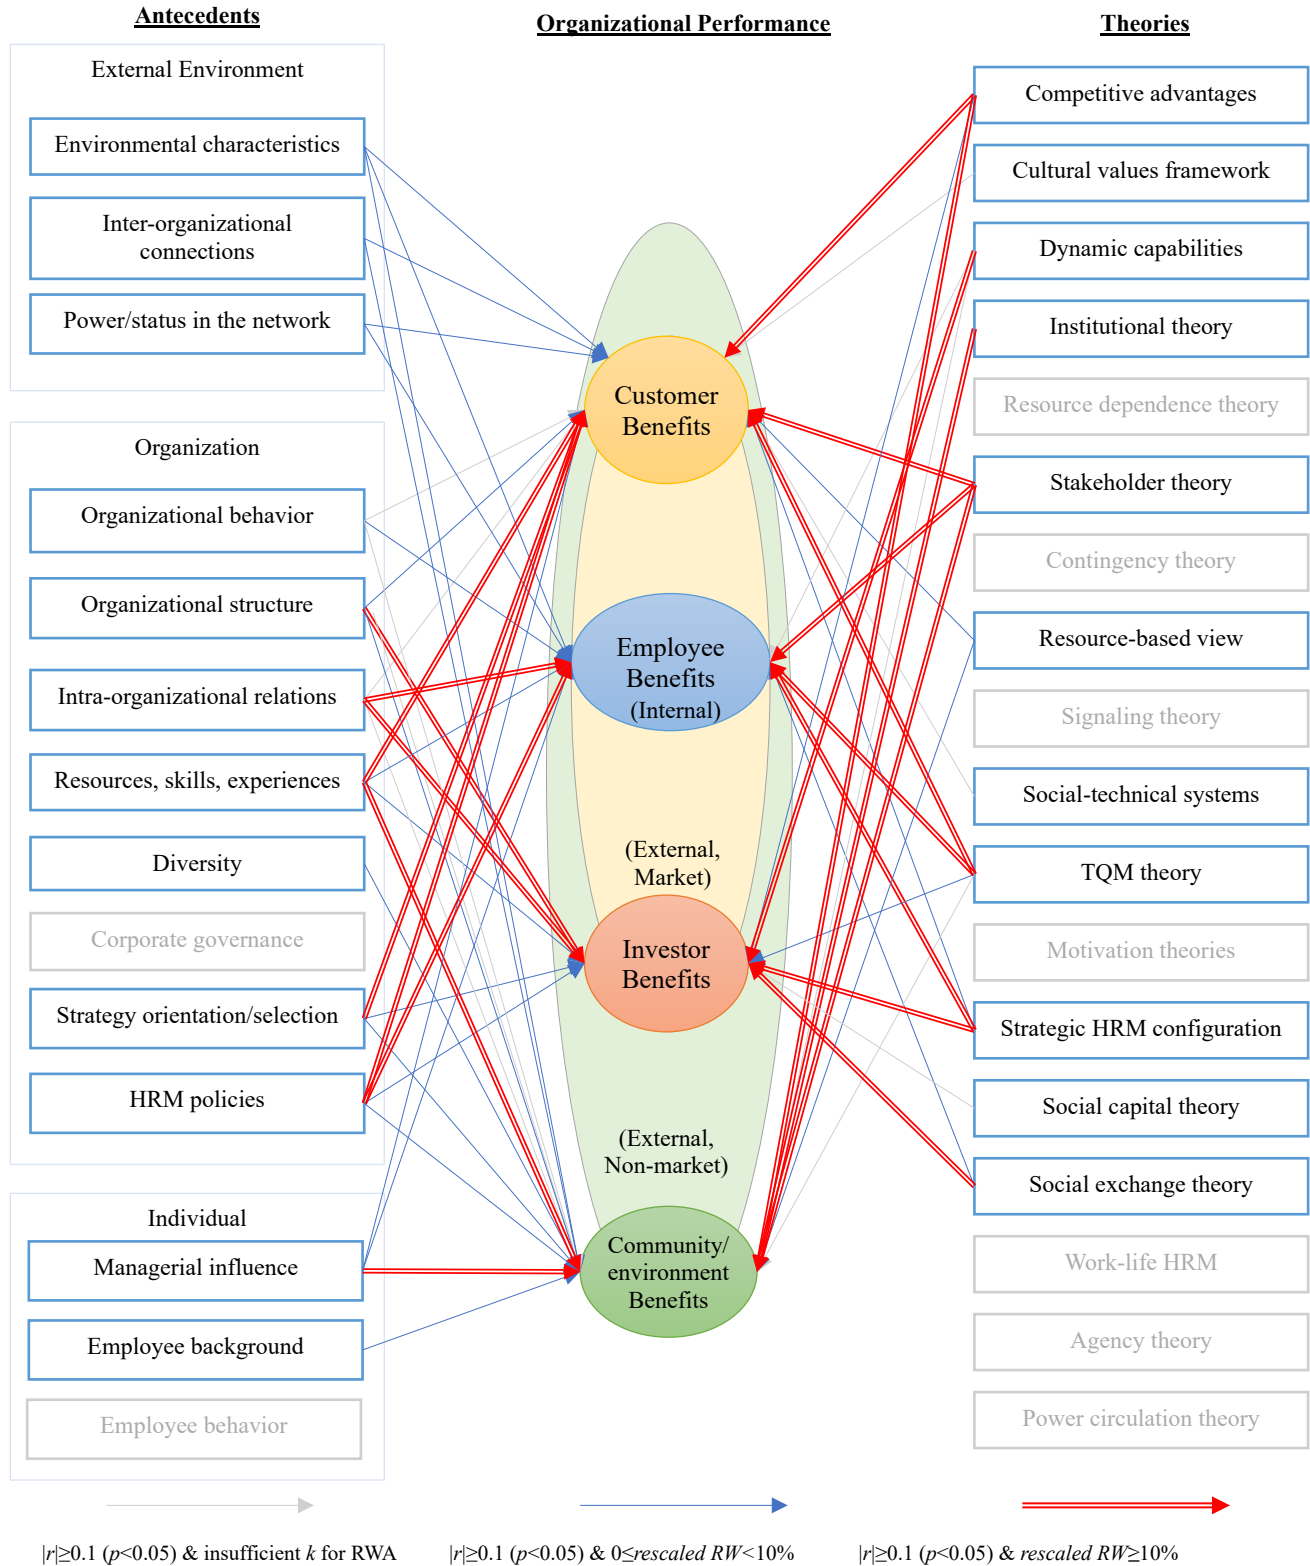 Antecedents
External Environment
Environmental characteristics
Inter-organizational
connections
Power/status in the network
Organization
Organizational behavior
Organizational structure
Intra-organizational relations
Resources, skills, experiences
Diversity
Corporate governance
Strategy orientation/selection
HRM policies
Individual
Managerial influence
Employee background
Employee behavior
Organizational Performance
Customer
Benefits
Employee
Benefits
(Internal)
(External,
Market)
Investor
Benefits
(External,
Non-market)
Community/
environment
Benefits
Theories
Competitive advantages
Cultural values framework
Dynamic capabilities
Institutional theory
Resource dependence theory
Stakeholder theory
Contingency theory
Resource-based view
Signaling theory
Social-technical systems
TQM theory
Motivation theories
Strategic HRM configuration
Social capital theory
Social exchange theory
Work-life HRM
Agency theory
Power circulation theory
|r|≥0.1 (p<0.05) & insufficient k for RWA
|r|≥0.1 (p<0.05) & 0≤rescaled RW<10%
|r|≥0.1 (p<0.05) & rescaled RW≥10%